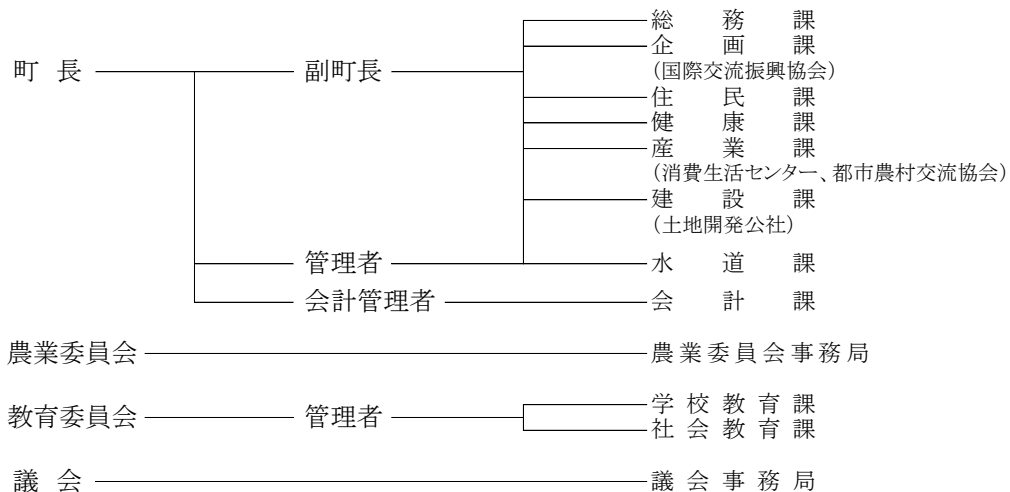 総務課
企画課
町長 副町長 (国際交流振興協会)
住民課
健康課
産業課
(消費生活センター、都市農村交流協会)
建設課
(土地開発公社)
管理者 水道課
会計管理者 会計課
農業委員会 農業委員会事務局
学校教育課
教育委員会 管理者
社会教育課
議会 議会事務局